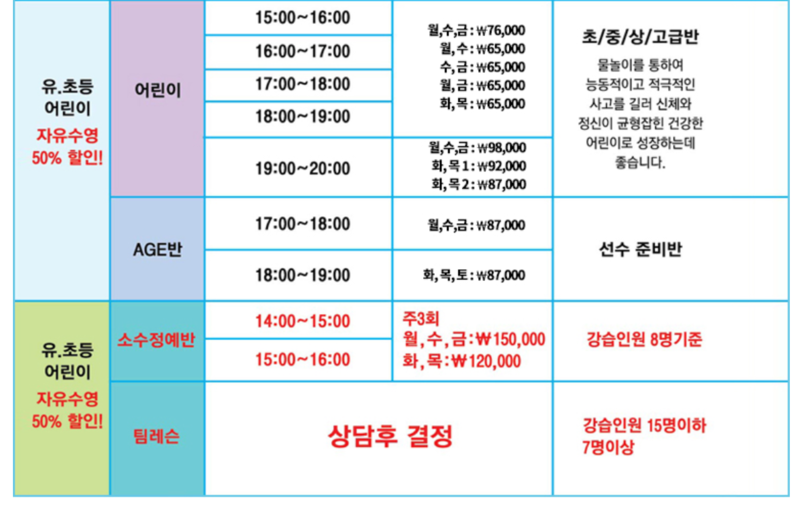 유.초등
어린이
자유수영
50% 할인!
어린이
15:00~16:00
16:00~17:00
17:00~18:00
18:00~19:00
월,수,금 : ₩76,000
월, 수 : ₩65,000
수, 금 : ₩65,000
월, 금 : ₩65,000
화, 목 : ₩65,000
19:00~20:00
월,수,금 : ₩98,000
화, 목 1 : ₩92,000
화, 목 2 : ₩87,000
초/중/상/고급반
물놀이를 통하여
능동적이고 적극적인
사고를 길러 신체와
정신이 균형잡힌 건강한
어린이로 성장하는데
좋습니다.
AGE반
17:00~18:00
월,수,금 : ₩87,000
18:00~19:00
화, 목, 토 : ₩87,000
선수 준비반
유.초등
어린이
자유수영
50% 할인!
소수정예반
14:00~15:00
15:00~16:00
주3회
월, 수, 금:₩150,000
화, 목:₩120,000
강습인원 8명기준
팀레슨
상담후 결정
강습인원 15명이하
7명이상